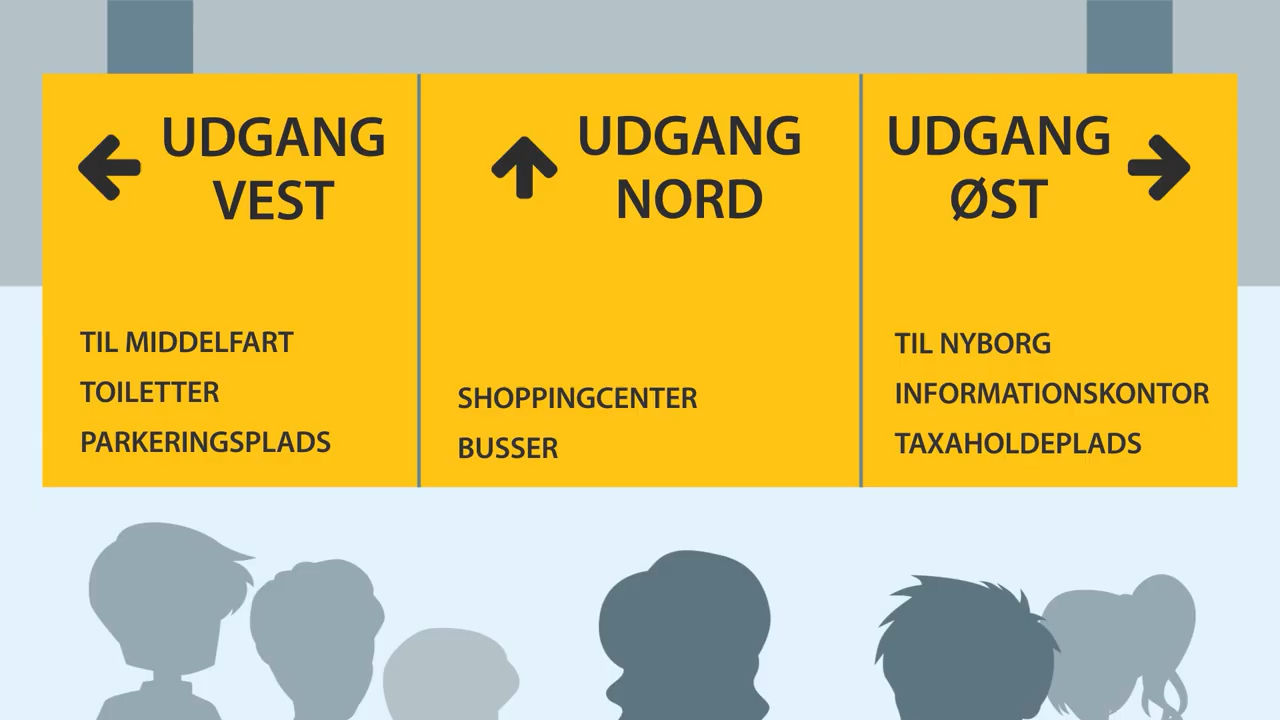 UDGANG
VEST
TIL MIDDELFART
TOILETTER
PARKERINGSPLADS
UDGANG
NORD
SHOPPINGCENTER
BUSSER
UDGANG
ØST
TIL NYBORG
INFORMATIONSKONTOR
TAXAHOLDEPLADS